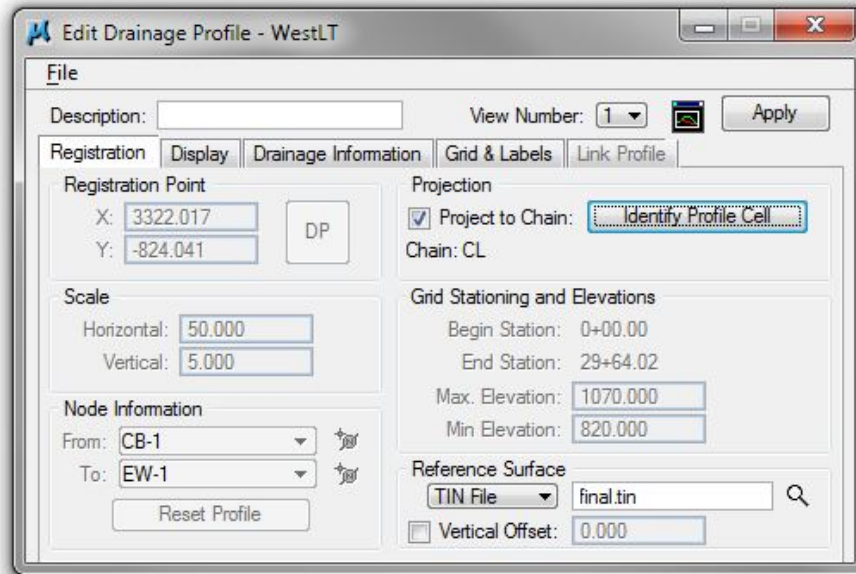 Edit Drainage Profile - WestLT
File
Description:
View Number: 1
Apply
Registration Display Drainage Information Grid & Labels Link Profile
Registration Point
X: 3322.017
Y: -824.041
DP
Projection
Project to Chain: Identify Profile Cell
Chain: CL
Scale
Horizontal: 50.000
Vertical: 5.000
Grid Stationing and Elevations
Begin Station: 0+00.00
End Station: 29+64.02
Max. Elevation: 1070.000
Min Elevation: 820.000
Node Information
From: CB-1
To: EW-1
Reset Profile
Reference Surface
TIN File final.tin
Vertical Offset: 0.000